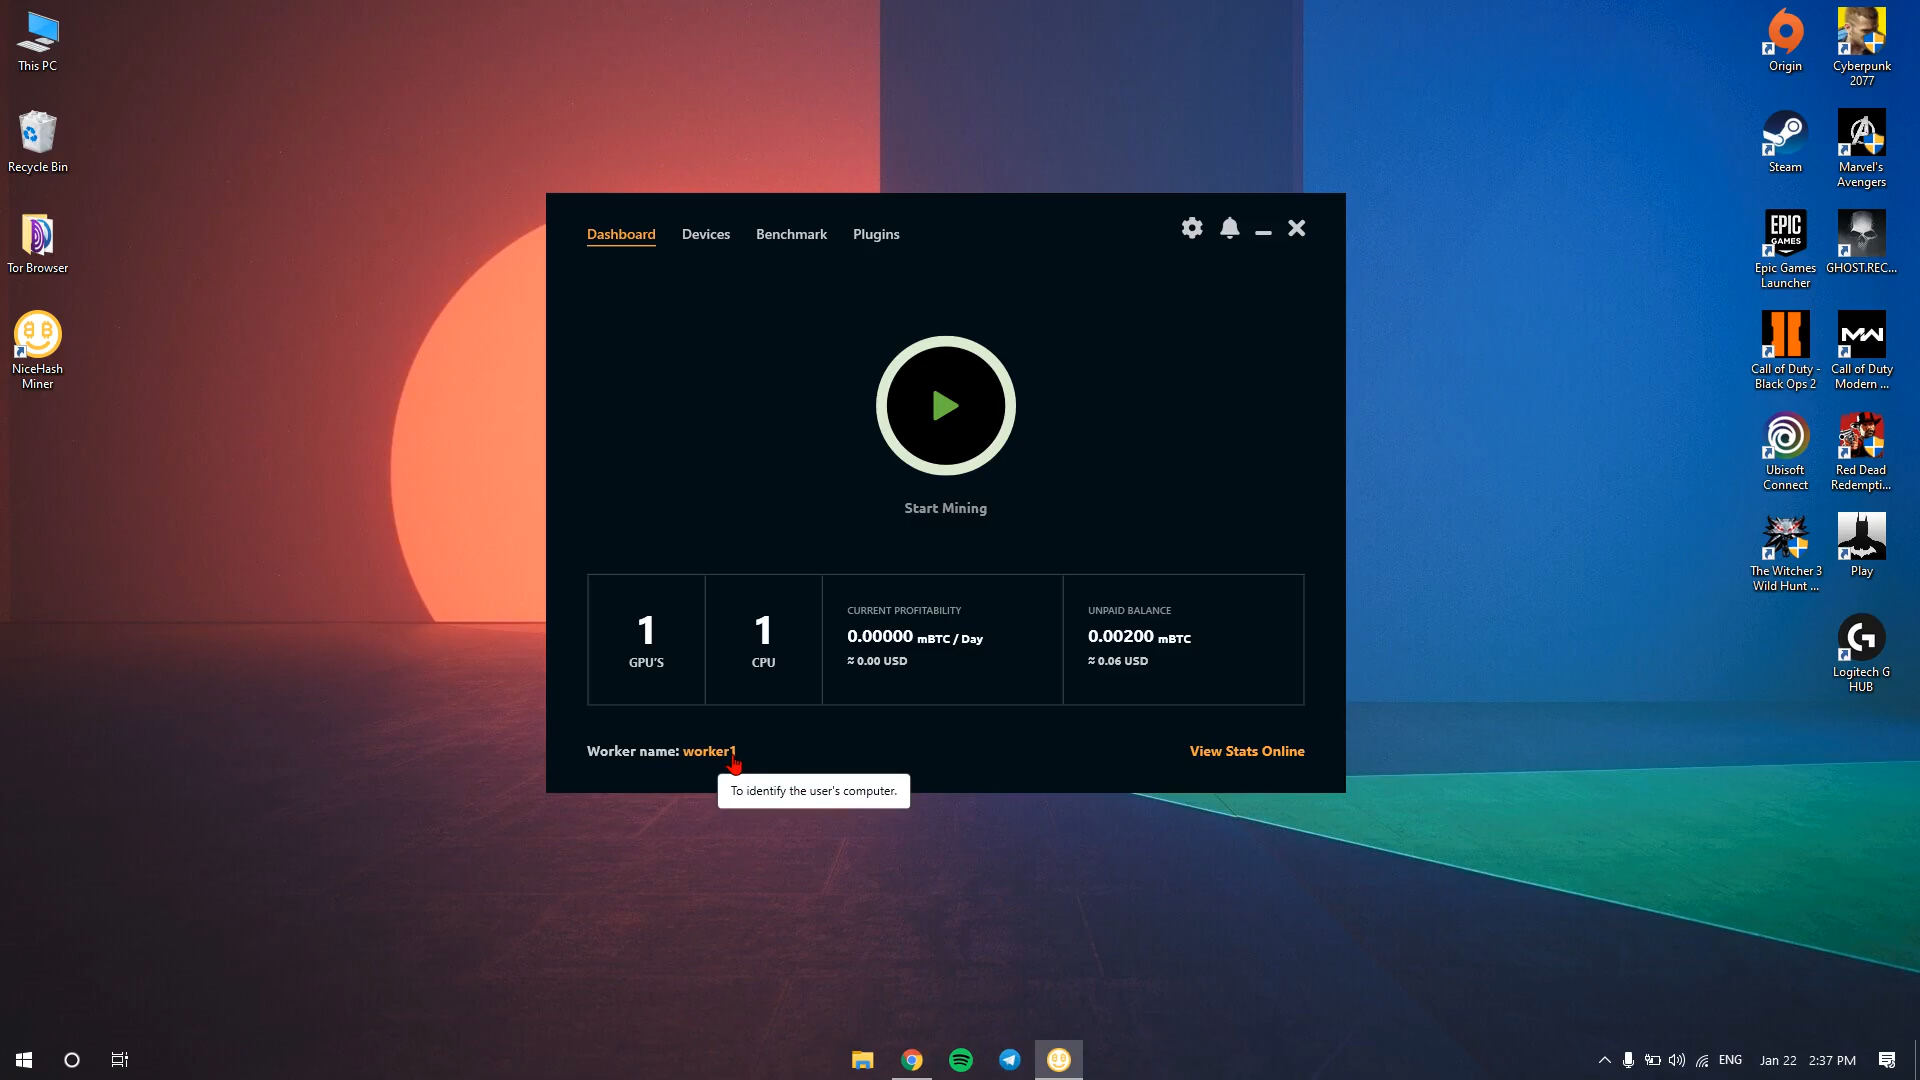 This PC
Recycle Bin
Tor Browser
NiceHash
Miner
Dashboard Devices Benchmark Plugins
Start Mining
1
GPU'S
1
CPU
CURRENT PROFITABILITY
0.00000 mBTC / Day
≈ 0.00 USD
UNPAID BALANCE
0.00200 mBTC
≈ 0.06 USD
Worker name: worker1
View Stats Online
To identify the user's computer.
Origin
Cyberpunk
2077
Steam
Marvel's
Avengers
EPIC
GAMES
Epic Games
Launcher
GHOST.REC...
Call of Duty -
Black Ops 2
Call of Duty
Modern ...
Ubisoft
Connect
Red Dead
Redempti...
The Witcher 3
Wild Hunt ...
Play
Logitech G
HUB
ENG
Jan 22 2:37 PM